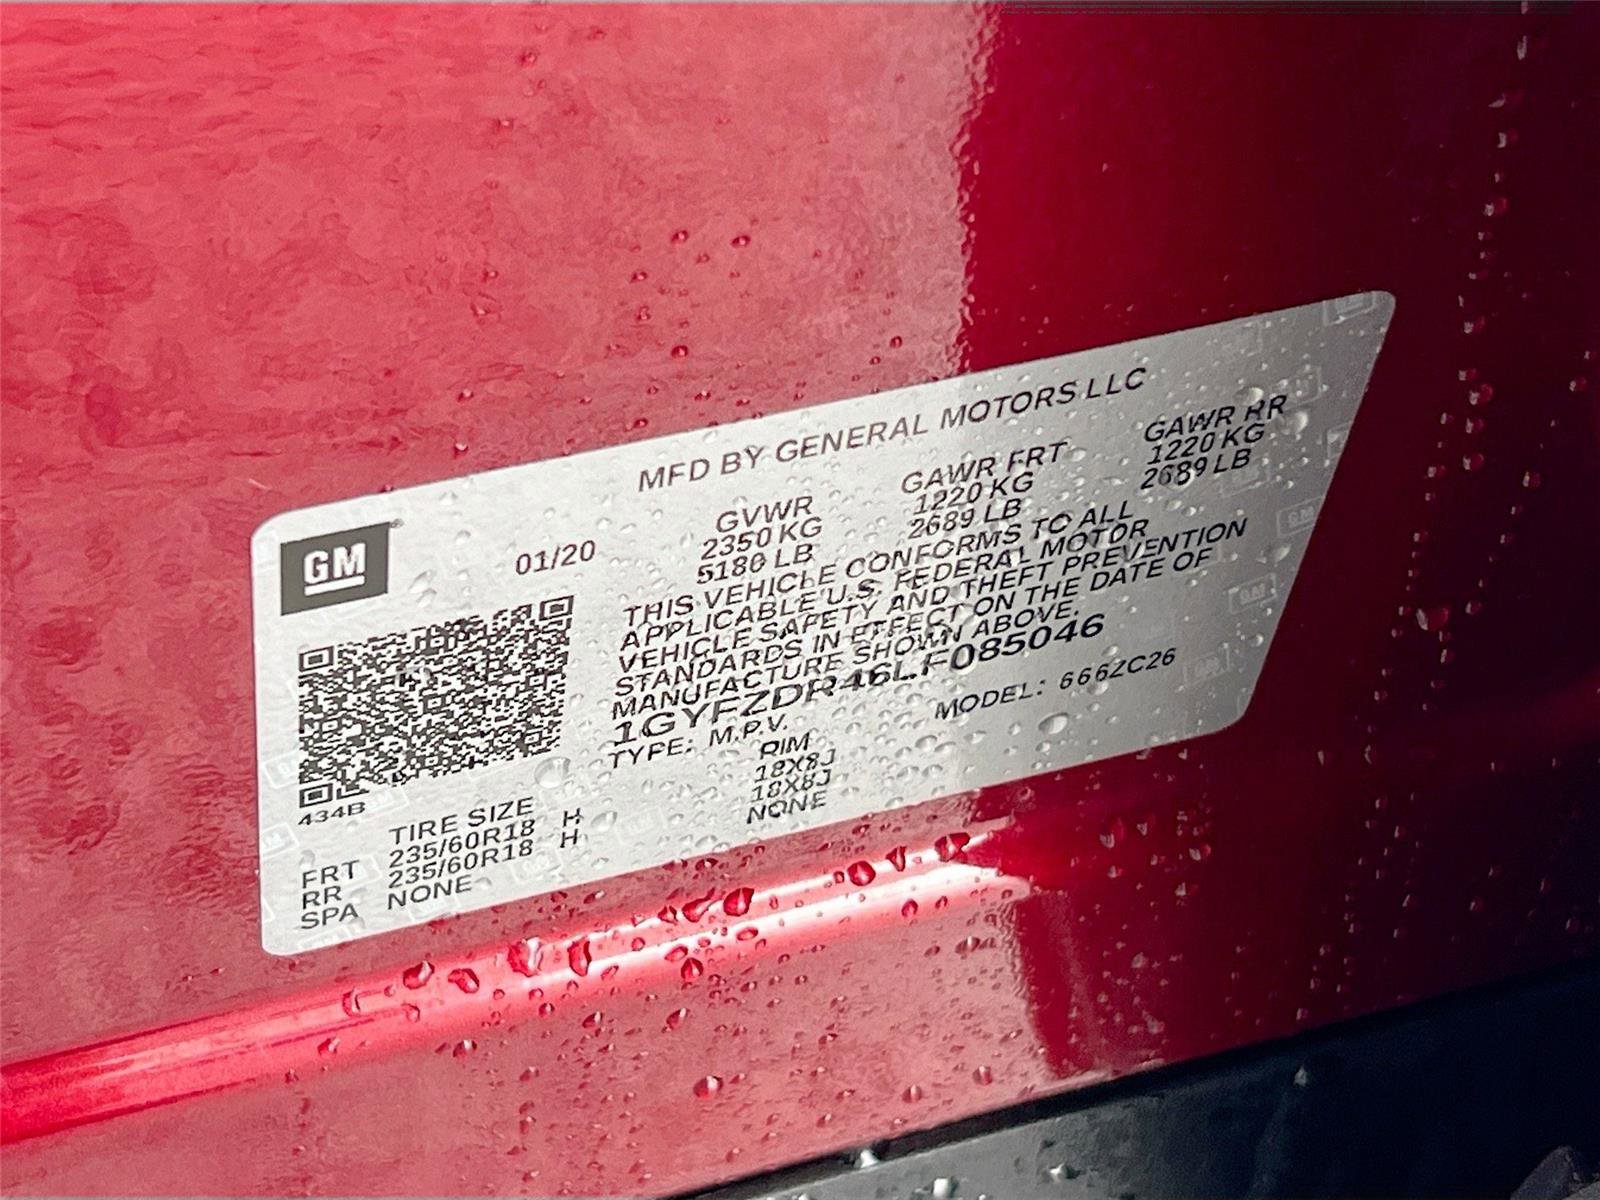 MFD BY GENERAL MOTORS LLC
GM
01/20
GVWR
2350 KG
5180 LB
GAWR FRT
1220 KG
2689 LB
GAWR RR
1220 KG
2689 LB
THIS VEHICLE CONFORMS TO ALL
APPLICABLE U.S. FEDERAL MOTOR
VEHICLE SAFETY AND THEFT PREVENTION
STANDARDS IN EFFECT ON THE DATE OF
MANUFACTURE SHOWN ABOVE.
1GYFZDR46LF085046
TYPE: M.P.V.
MODEL: 6ZC26
434B
TIRE SIZE
RIM
FRT 235/60R18 H 18X8J
RR 235/60R18 H 18X8J
SPA NONE NONE